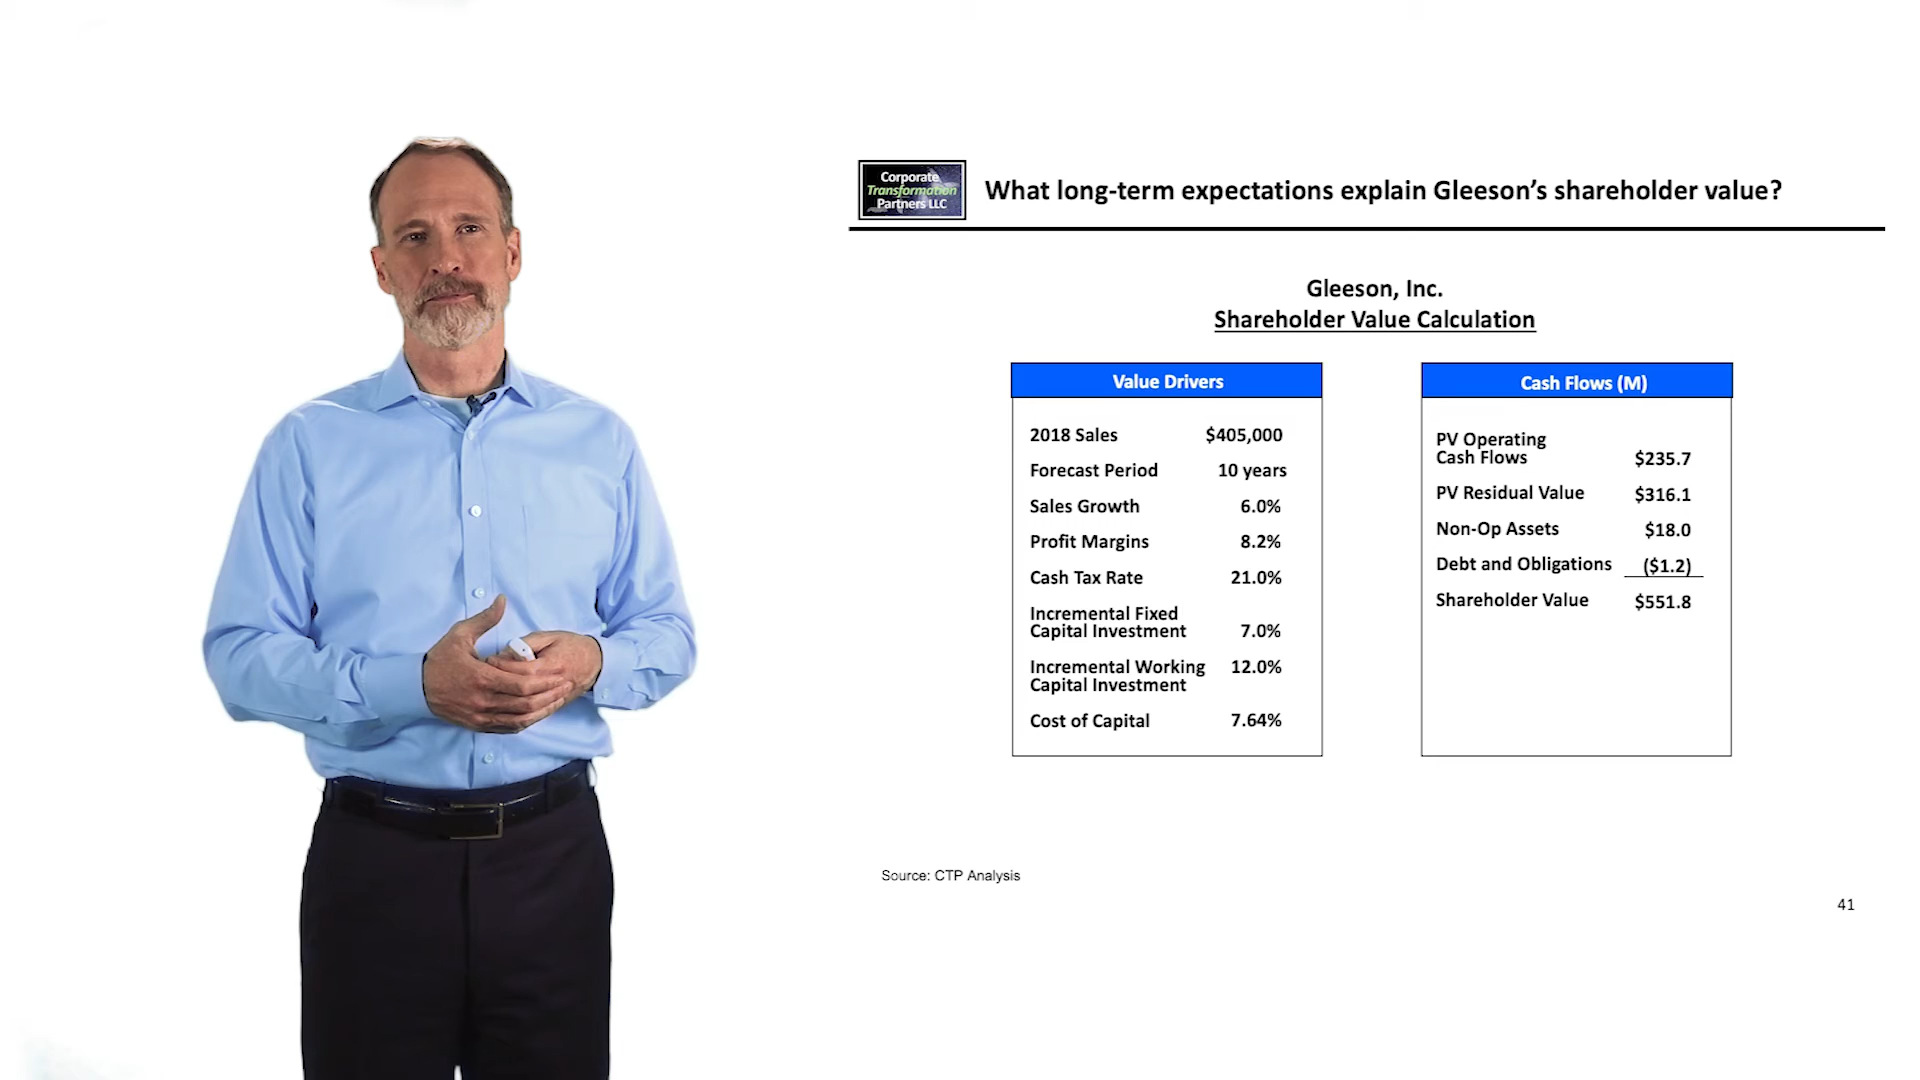 Corporate
Transformation
Partners LLC
What long-term expectations explain Gleeson’s shareholder value?
Gleeson, Inc.
Shareholder Value Calculation
Value Drivers
2018 Sales $405,000
Forecast Period 10 years
Sales Growth 6.0%
Profit Margins 8.2%
Cash Tax Rate 21.0%
Incremental Fixed
Capital Investment 7.0%
Incremental Working 12.0%
Capital Investment
Cost of Capital 7.64%
Cash Flows (M)
PV Operating
Cash Flows $235.7
PV Residual Value $316.1
Non-Op Assets $18.0
Debt and Obligations ($1.2)
Shareholder Value $551.8
Source: CTP Analysis
41